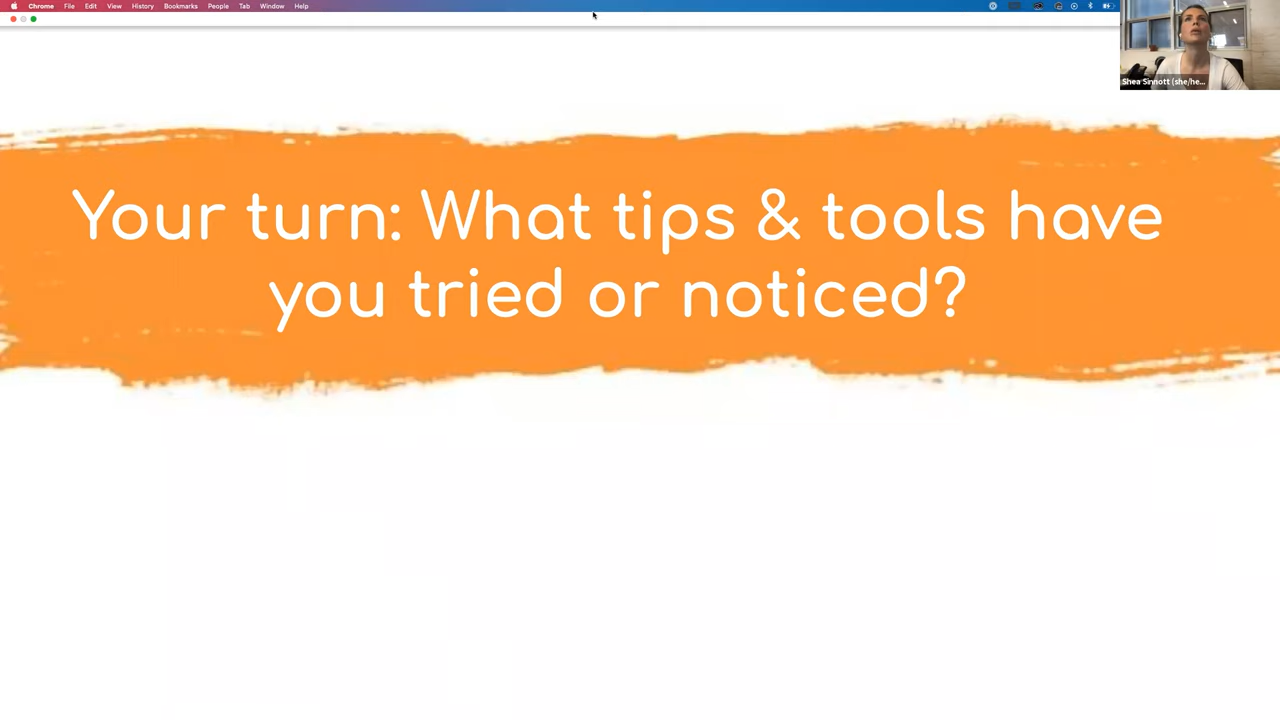 Chrome File Edit View History Bookmarks People Tab Window Help
Shea Sinnott (she/he...
Your turn: What tips & tools have
you tried or noticed?